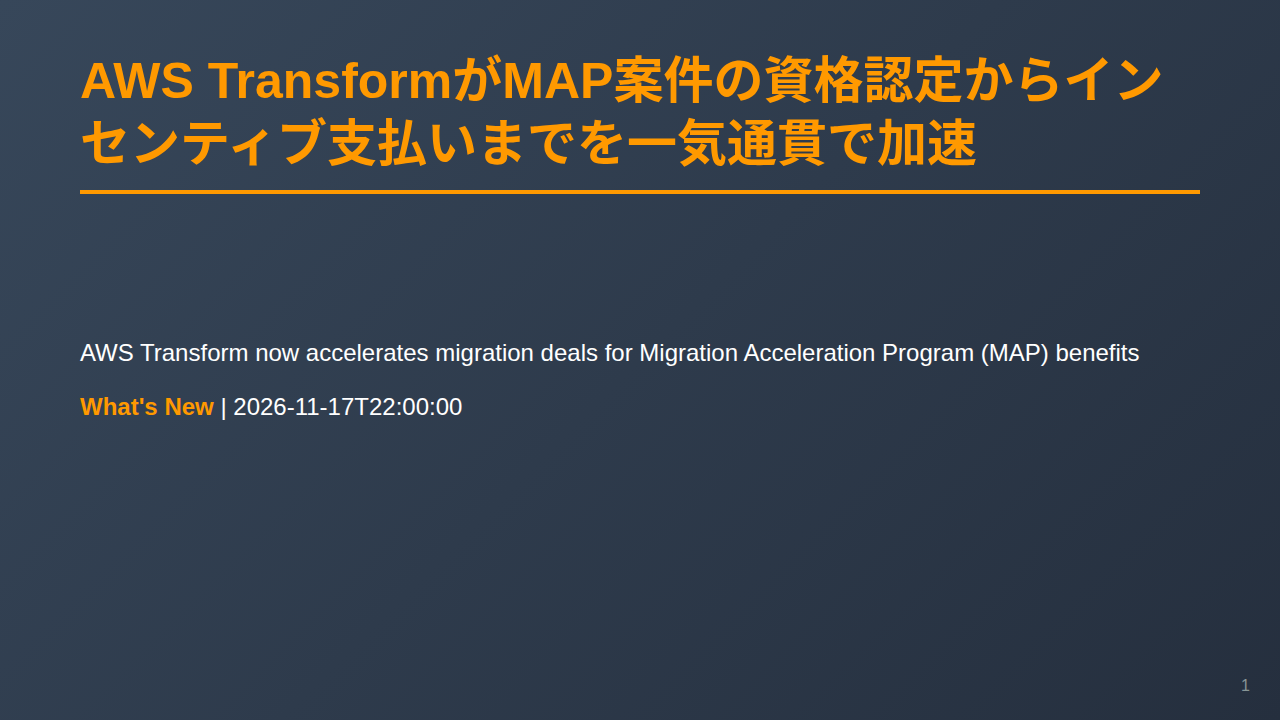 AWS TransformがMAP案件の資格認定からイン
センティブ支払いまでを一気通貫で加速
AWS Transform now accelerates migration deals for Migration Acceleration Program (MAP) benefits
What's New | 2026-11-17T22:00:00
1